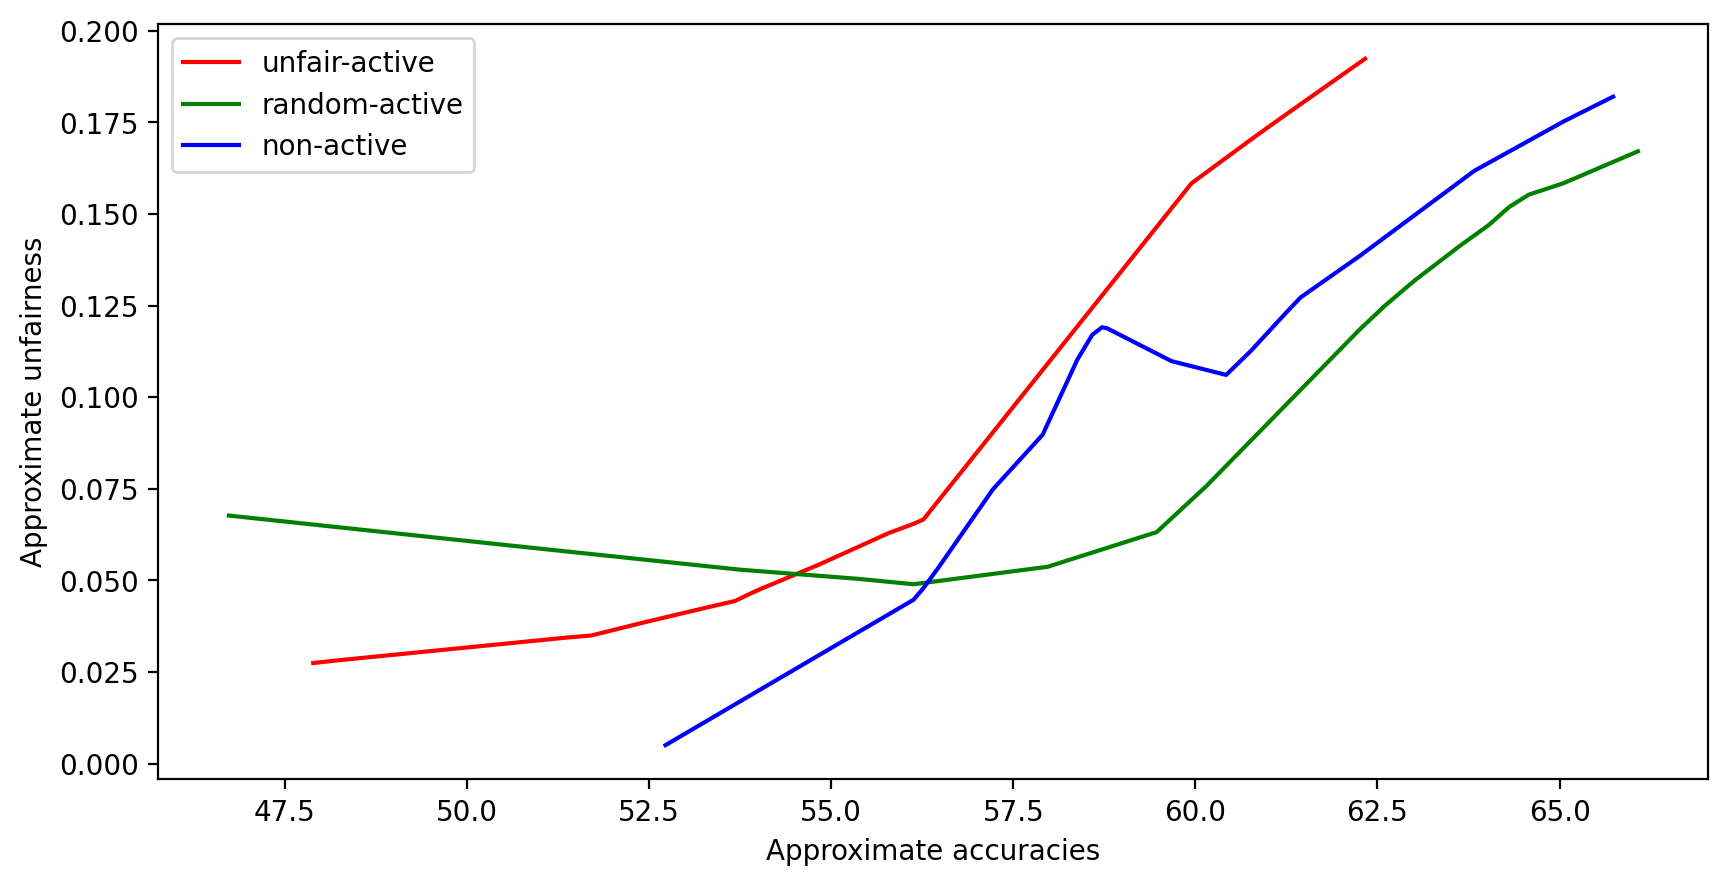 unfair-active
random-active
non-active
0.200
0.175
0.150
0.125
0.100
0.075
0.050
0.025
0.000
Approximate unfairness
47.5 50.0 52.5 55.0 57.5 60.0 62.5 65.0
Approximate accuracies